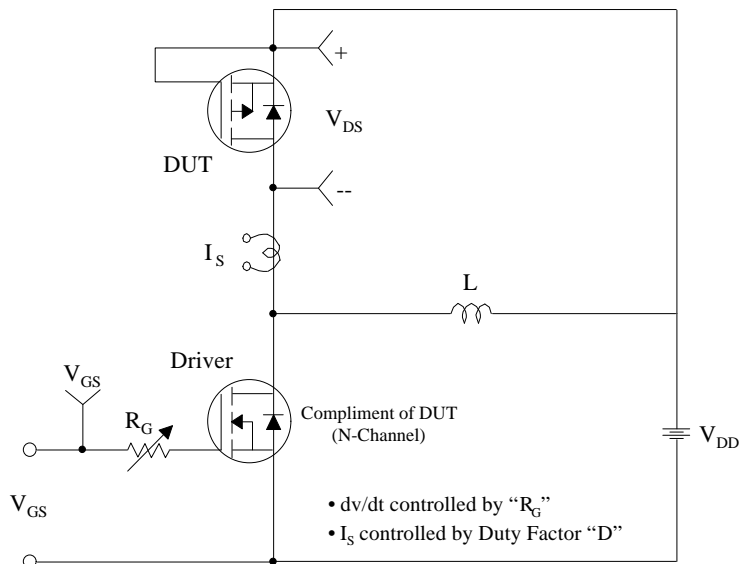 +
V_DS
DUT
--
I_S
L
Driver
V_GS
R_G
Compliment of DUT
(N-Channel)
V_DD
V_GS
• dv/dt controlled by “R_G”
• I_S controlled by Duty Factor “D”